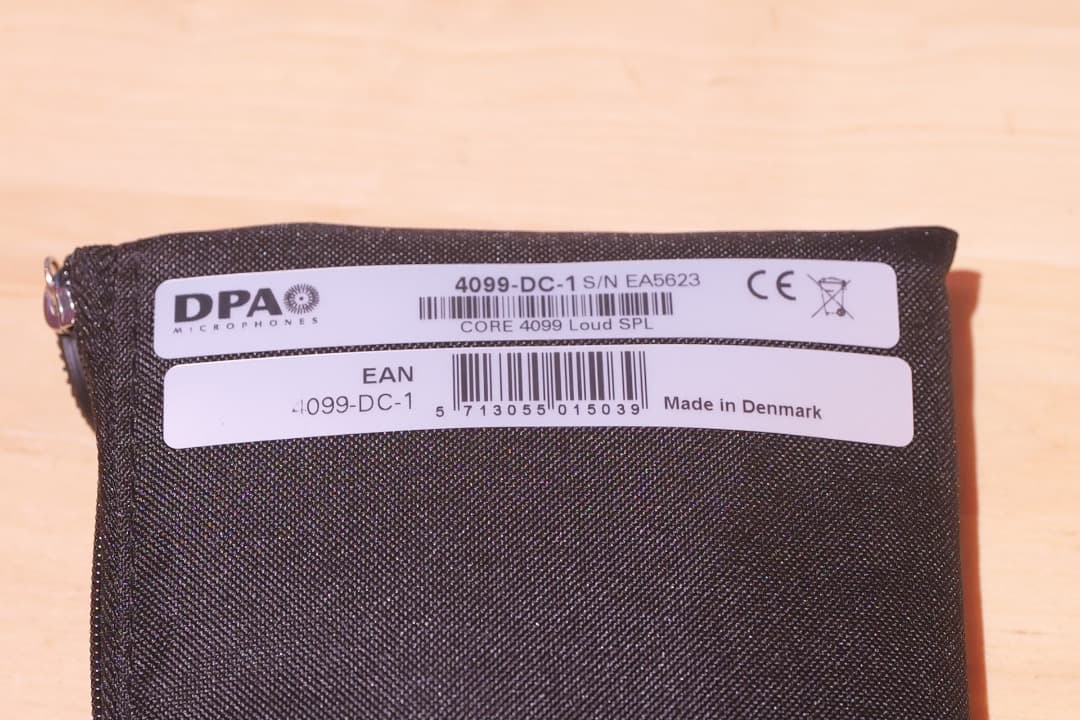 DPA
MICROPHONES
4099-DC-1 S/N EA5623
CORE 4099 Loud SPL
CE
EAN
4099-DC-1
5 713055 015039
Made in Denmark